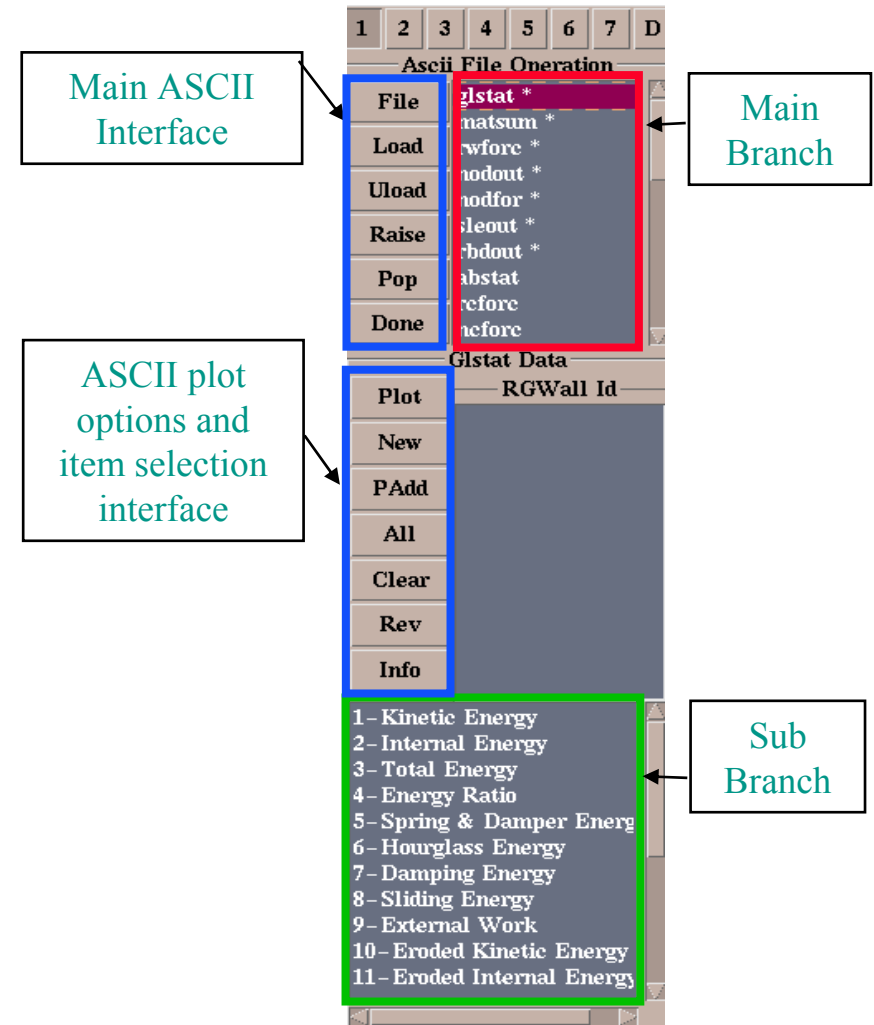 1 2 3 4 5 6 7 D
Ascii File Operation
Main ASCII
Interface
File
Load
Uload
Raise
Pop
Done
glstat *
matsum *
rwforc *
nodout *
nodfor *
sleout *
rbdout *
abstat
rcforc
ncforc
Main
Branch
Glstat Data
RGWall Id
ASCII plot
options and
item selection
interface
Plot
New
PAdd
All
Clear
Rev
Info
1-Kinetic Energy
2-Internal Energy
3-Total Energy
4-Energy Ratio
5-Spring & Damper Energ
6-Hourglass Energy
7-Damping Energy
8-Sliding Energy
9-External Work
10-Eroded Kinetic Energy
11-Eroded Internal Energy
Sub
Branch